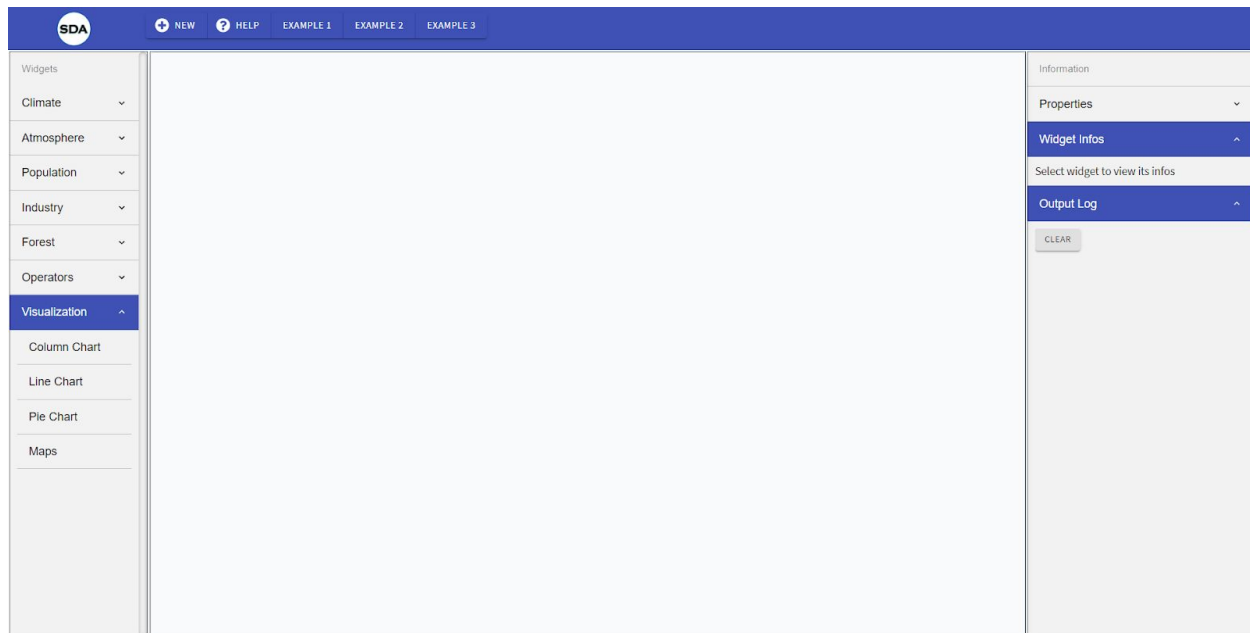 SDA
NEW HELP EXAMPLE 1 EXAMPLE 2 EXAMPLE 3
Widgets
Climate
Atmosphere
Population
Industry
Forest
Operators
Visualization
Column Chart
Line Chart
Pie Chart
Maps
Information
Properties
Widget Infos
Select widget to view its infos
Output Log
CLEAR